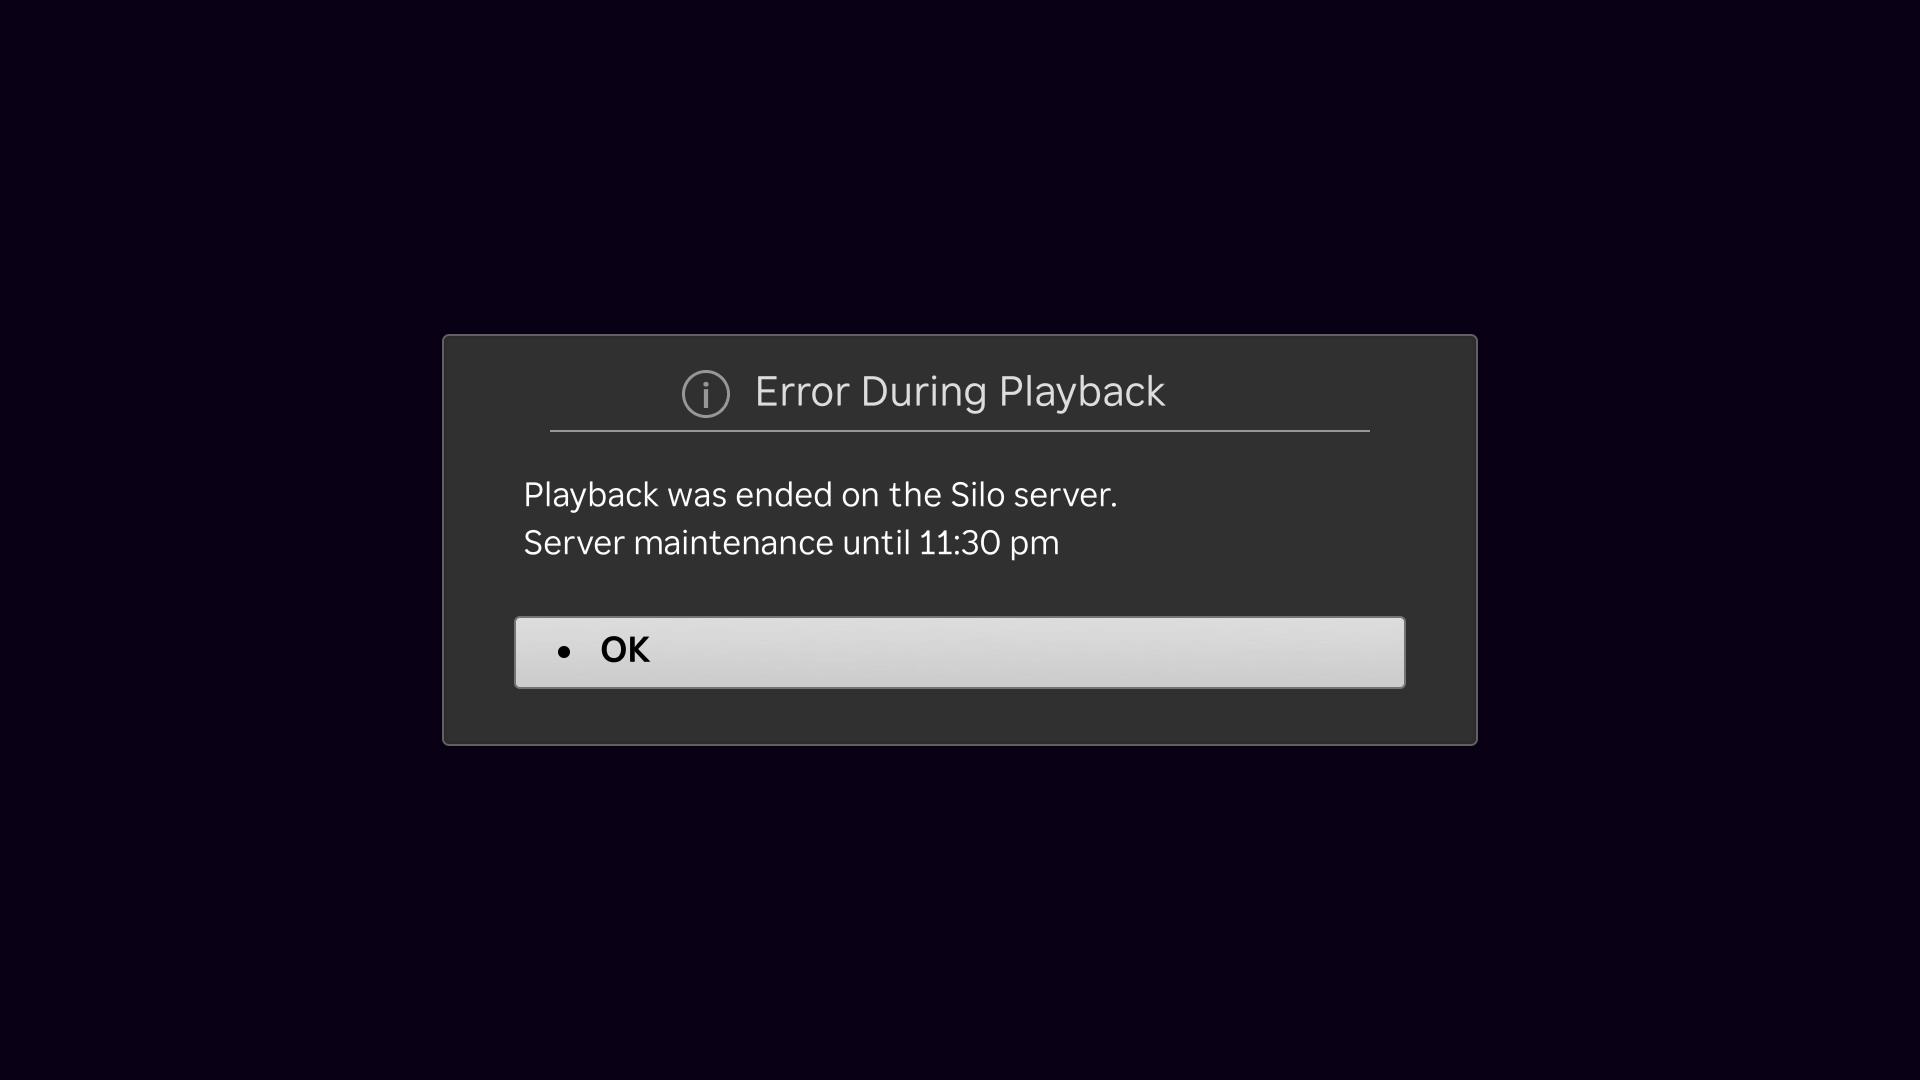 Error During Playback
Playback was ended on the Silo server.
Server maintenance until 11:30 pm
OK